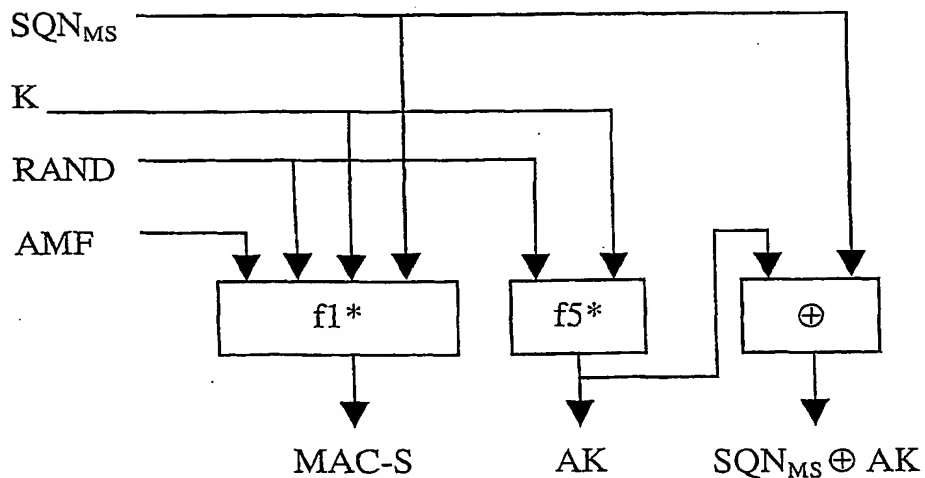 SQN_MS
K
RAND
AMF
f1* f5* ⊕
MAC-S AK SQN_MS ⊕ AK